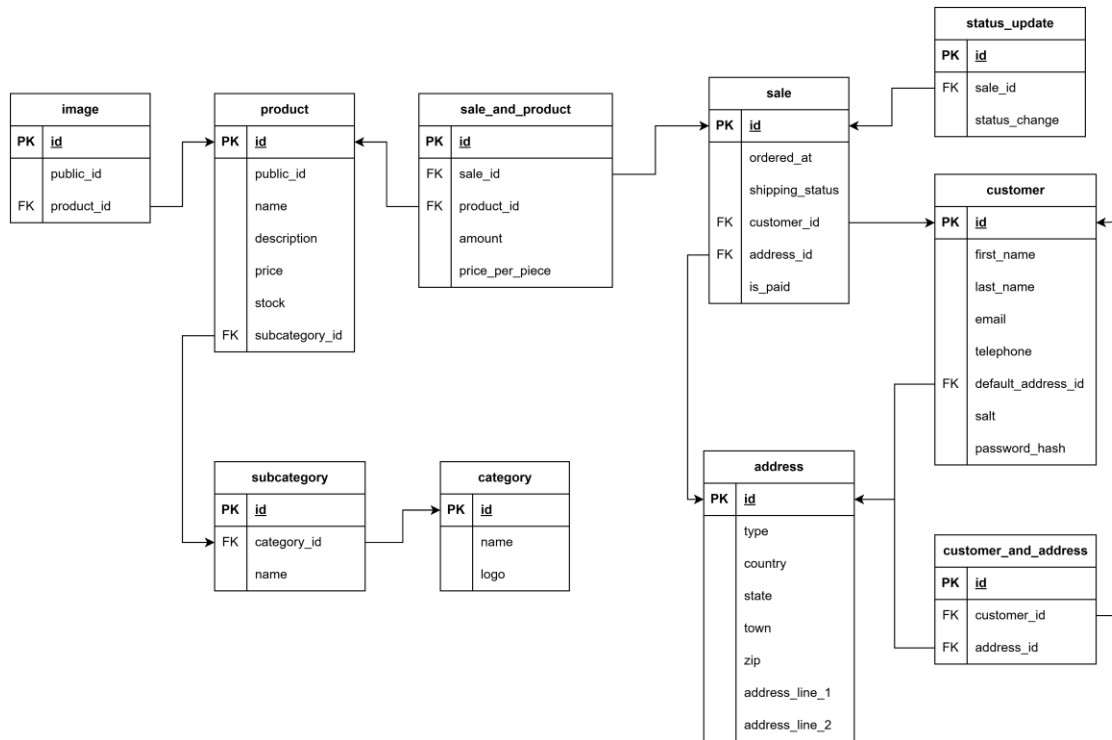 image
PK id
public_id
FK product_id
product
PK id
public_id
name
description
price
stock
FK subcategory_id
sale_and_product
PK id
FK sale_id
FK product_id
amount
price_per_piece
sale
PK id
ordered_at
shipping_status
FK customer_id
FK address_id
is_paid
status_update
PK id
FK sale_id
status_change
customer
PK id
first_name
last_name
email
telephone
FK default_address_id
salt
password_hash
subcategory
PK id
FK category_id
name
category
PK id
name
logo
address
PK id
type
country
state
town
zip
address_line_1
address_line_2
customer_and_address
PK id
FK customer_id
FK address_id